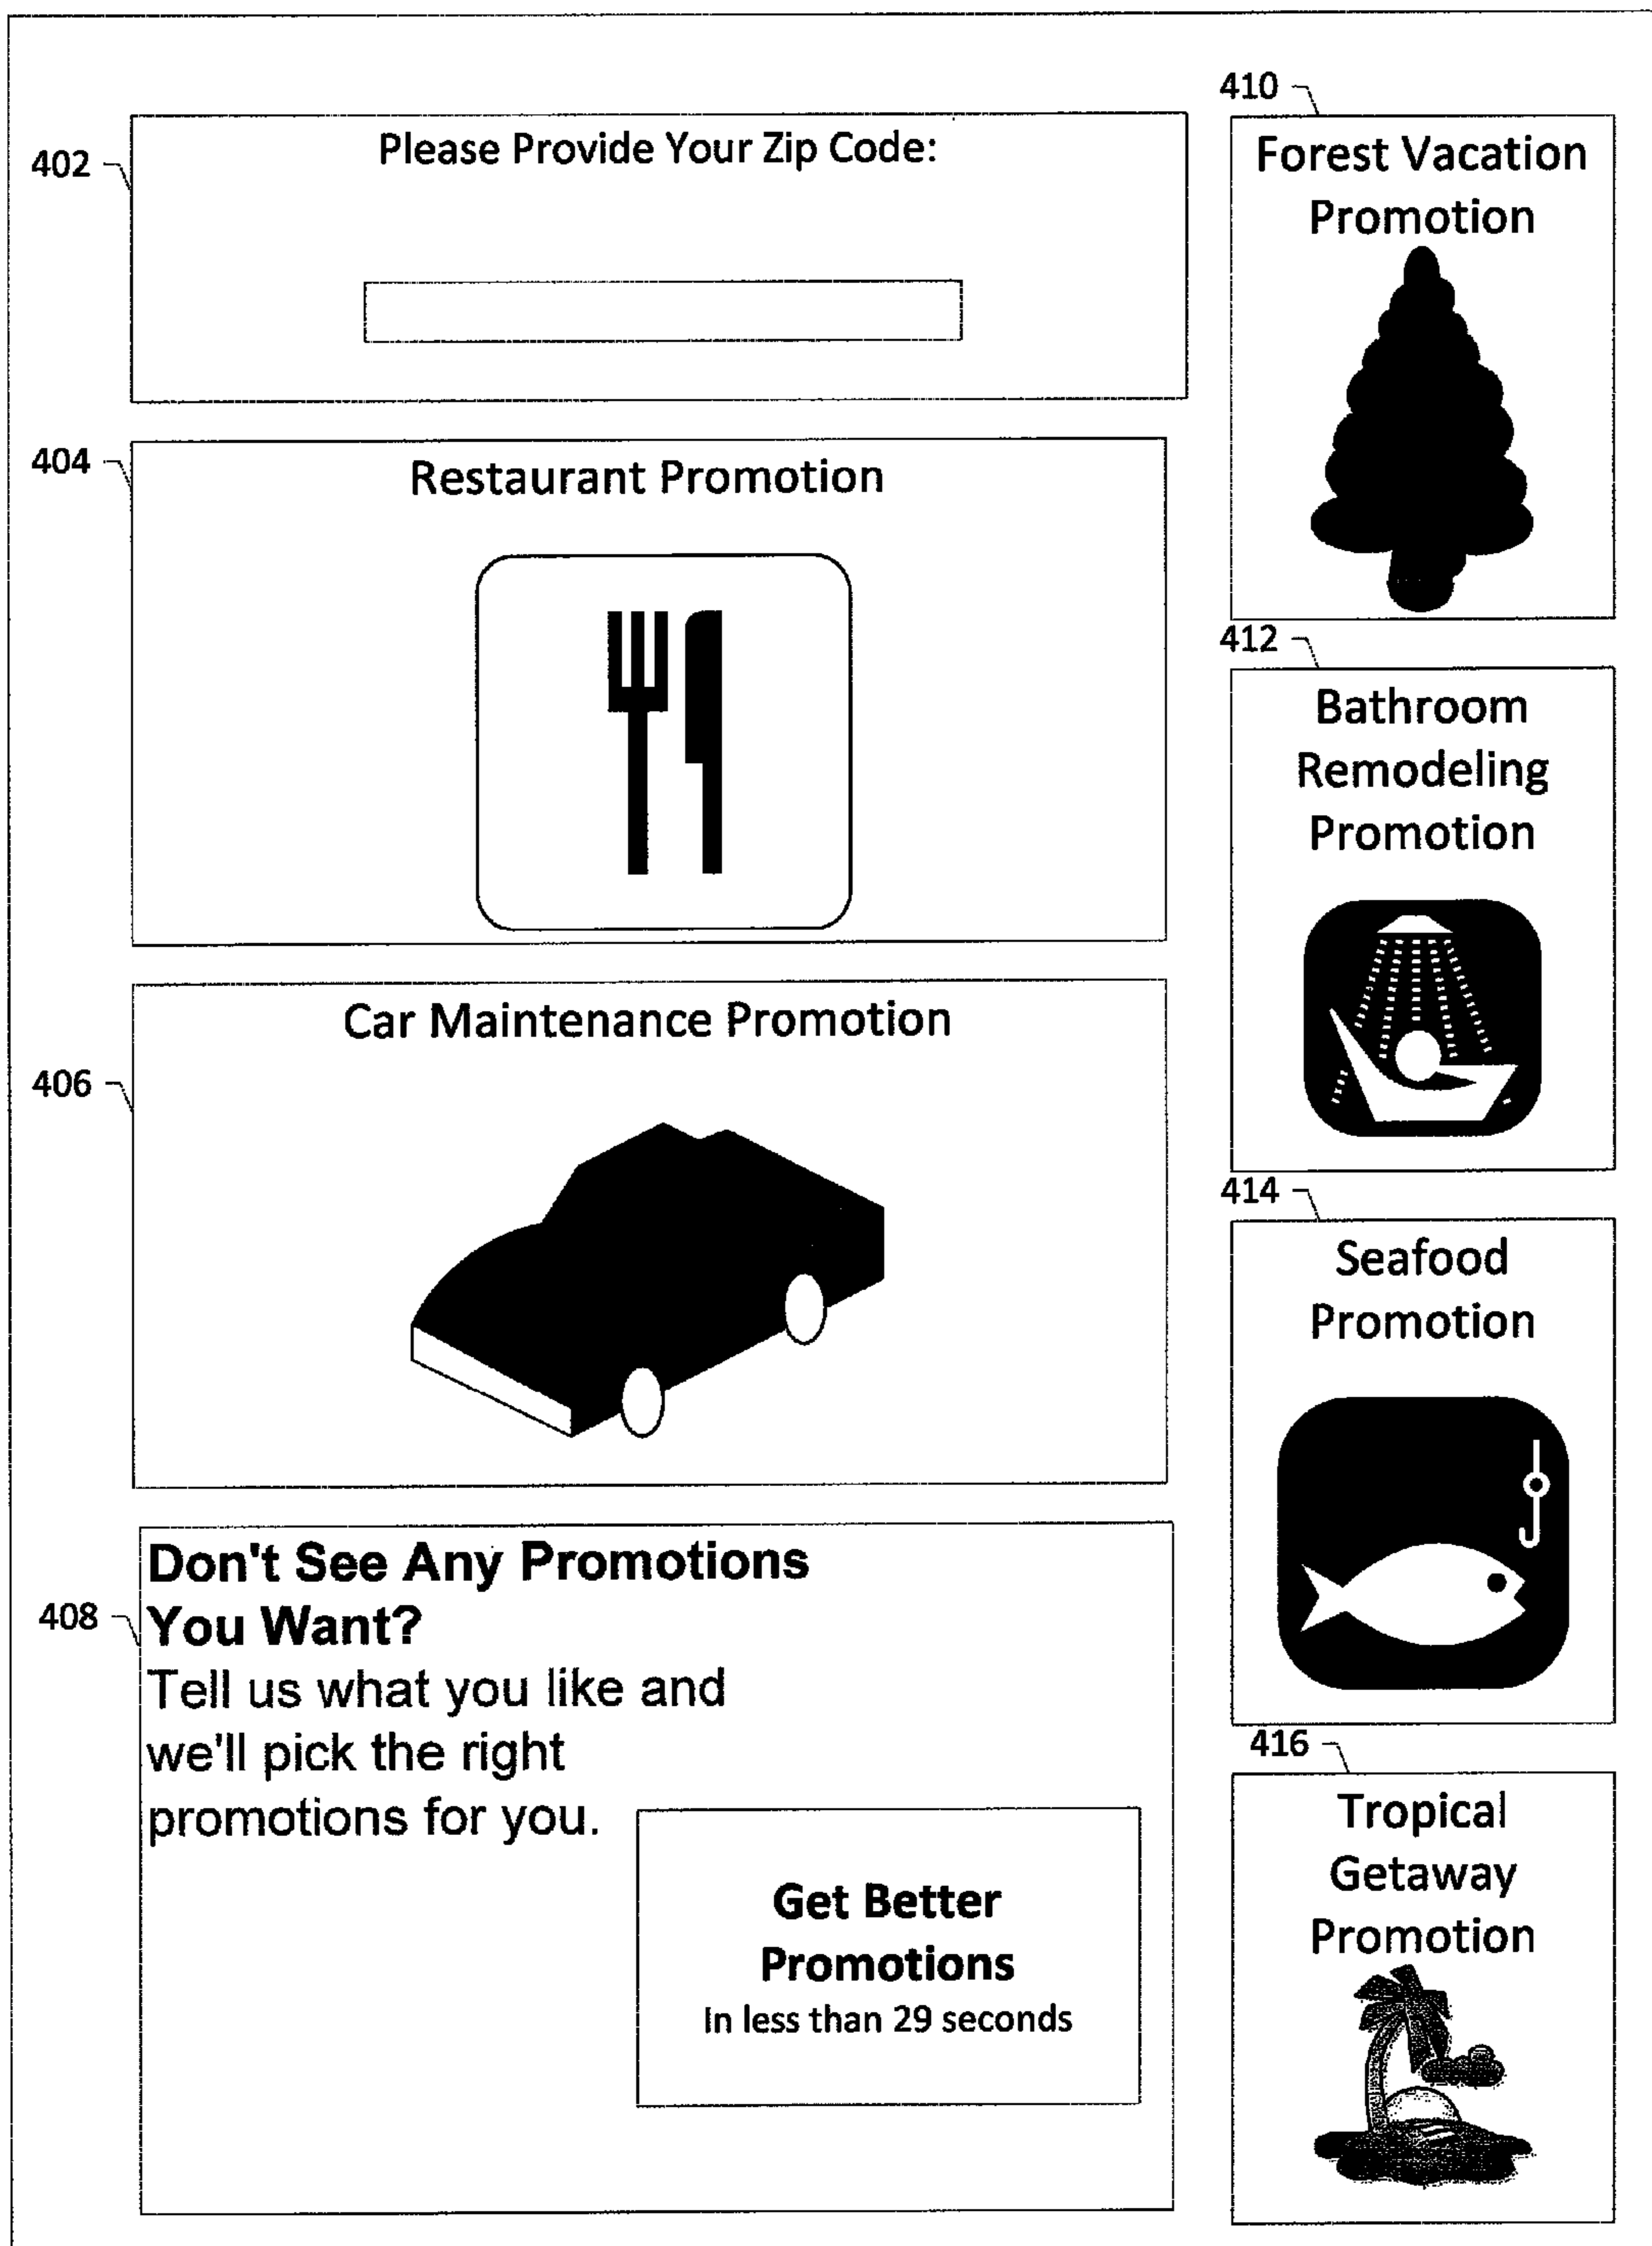 402
Please Provide Your Zip Code:
404
Restaurant Promotion
406
Car Maintenance Promotion
408
Don't See Any Promotions
You Want?
Tell us what you like and
we'll pick the right
promotions for you.
Get Better
Promotions
In less than 29 seconds
410
Forest Vacation
Promotion
412
Bathroom
Remodeling
Promotion
414
Seafood
Promotion
416
Tropical
Getaway
Promotion